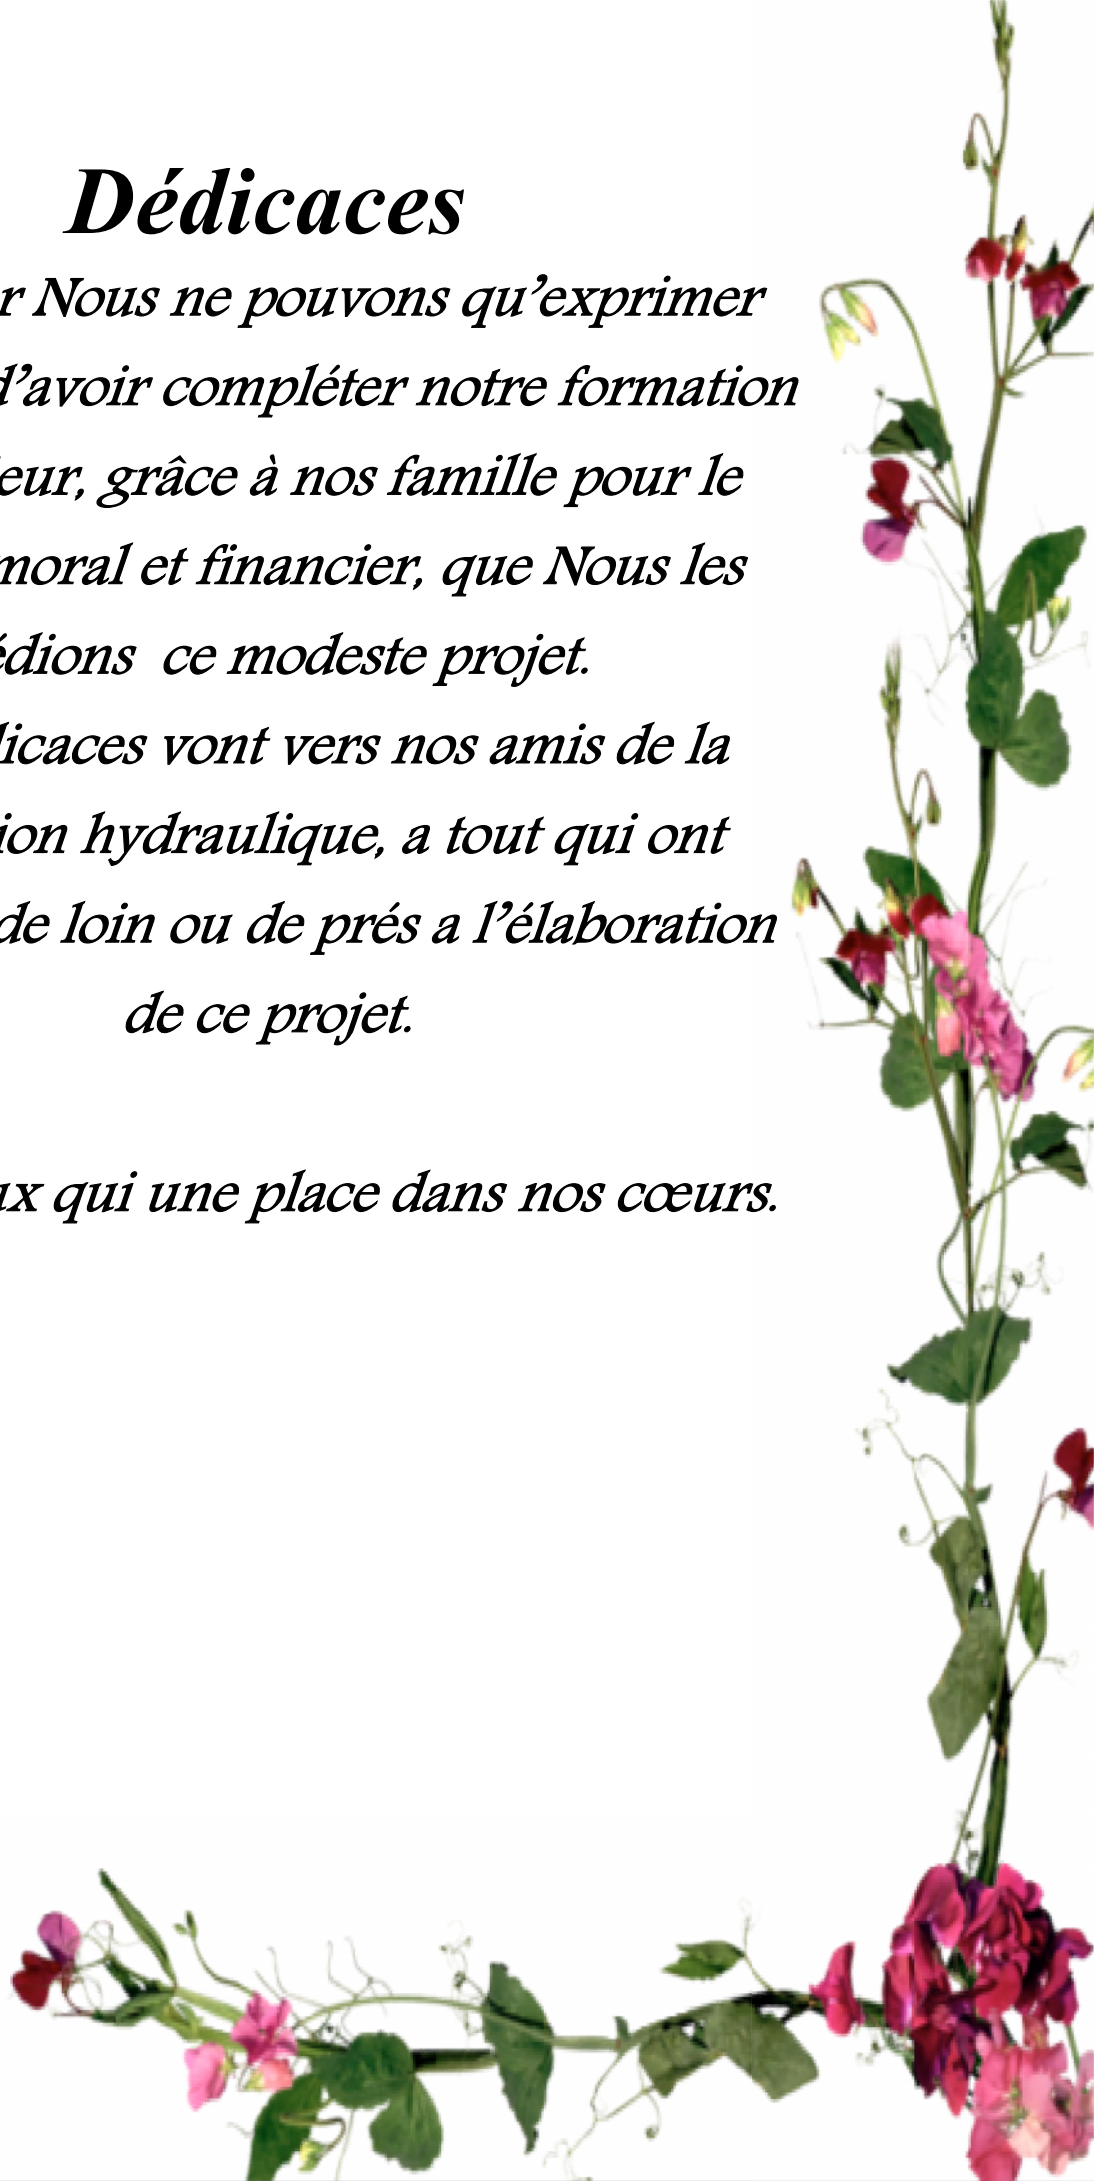 Dédicaces
r Nous ne pouvons qu’exprimer
d’avoir compléter notre formation
eur, grâce à nos famille pour le
moral et financier, que Nous les
édions ce modeste projet.
licaces vont vers nos amis de la
ion hydraulique, a tout qui ont
de loin ou de prés a l’élaboration
de ce projet.
ux qui une place dans nos cœurs.